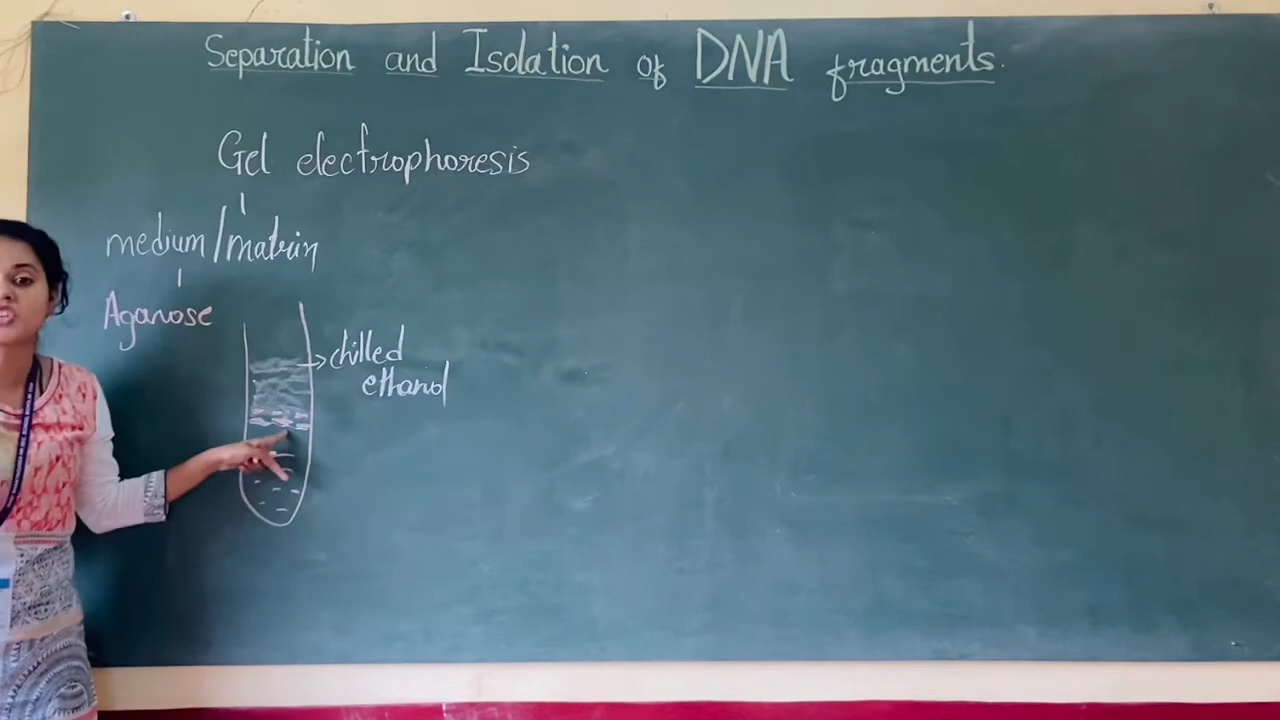 Separation and Isolation of DNA fragments.
Gel electrophoresis
medium/matrix
Agarose
chilled
ethanol